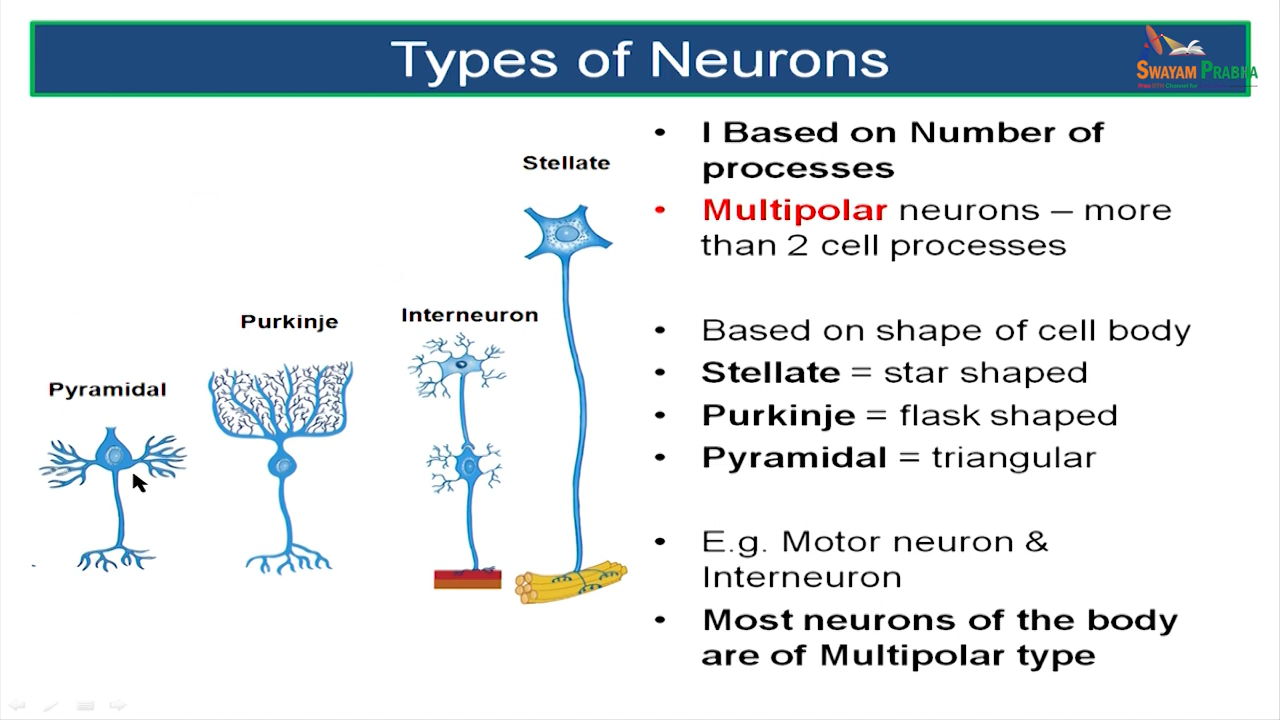 Types of Neurons
SWAYAM PRABHA
Stellate
Purkinje
Interneuron
Pyramidal
• I Based on Number of
processes
• Multipolar neurons – more
than 2 cell processes
• Based on shape of cell body
• Stellate = star shaped
• Purkinje = flask shaped
• Pyramidal = triangular
• E.g. Motor neuron &
Interneuron
• Most neurons of the body
are of Multipolar type